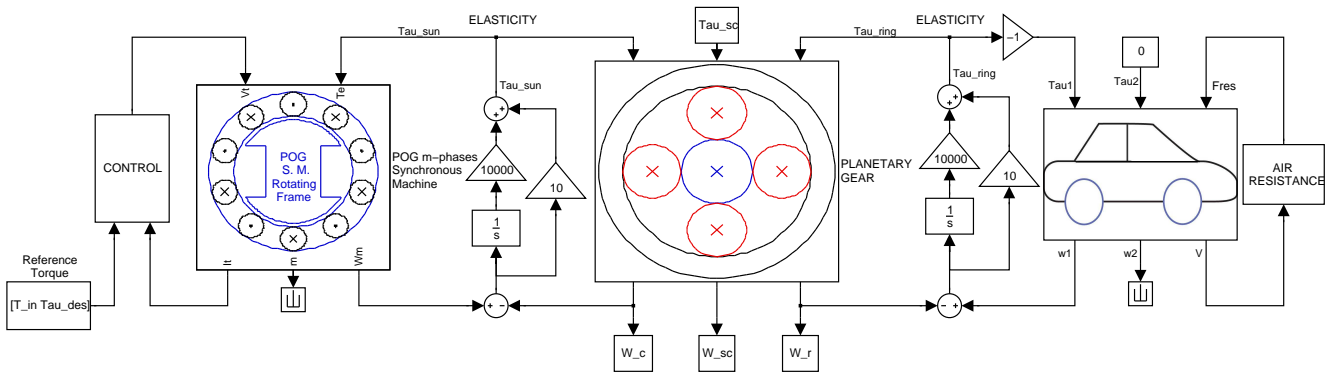 ELASTICITY
Tau_sc
ELASTICITY
Tau_sun
Tau_ring
−1
0
Vt
Te
Tau_sun
Tau_ring
Tau1
Tau2
Fres
CONTROL
POG
S. M.
Rotating
Frame
POG m−phases
Synchronous
Machine
10000
10
PLANETARY
GEAR
10000
10
AIR
RESISTANCE
1
s
1
s
Reference
Torque
It
m
Wm
w1
w2
V
[T_in Tau_des]
+
+
+
−
+
+
−
+
W_c
W_sc
W_r